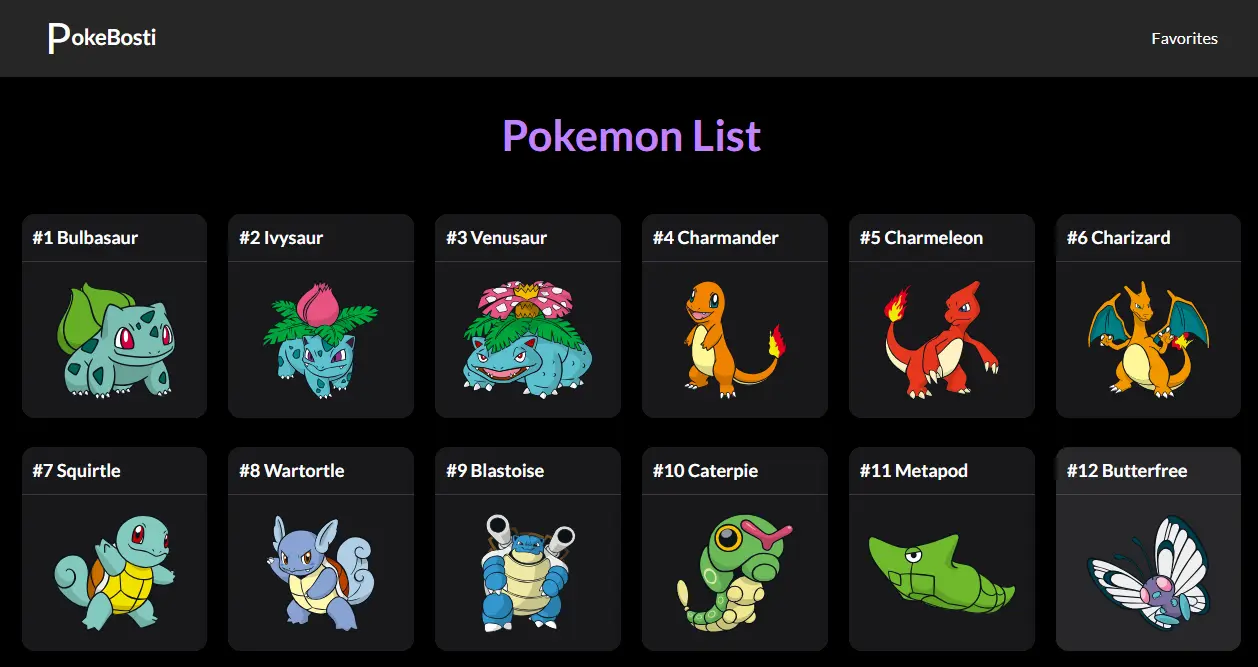 PokeBosti
Favorites
Pokemon List
#1 Bulbasaur
#2 Ivysaur
#3 Venusaur
#4 Charmander
#5 Charmeleon
#6 Charizard
#7 Squirtle
#8 Wartortle
#9 Blastoise
#10 Caterpie
#11 Metapod
#12 Butterfree